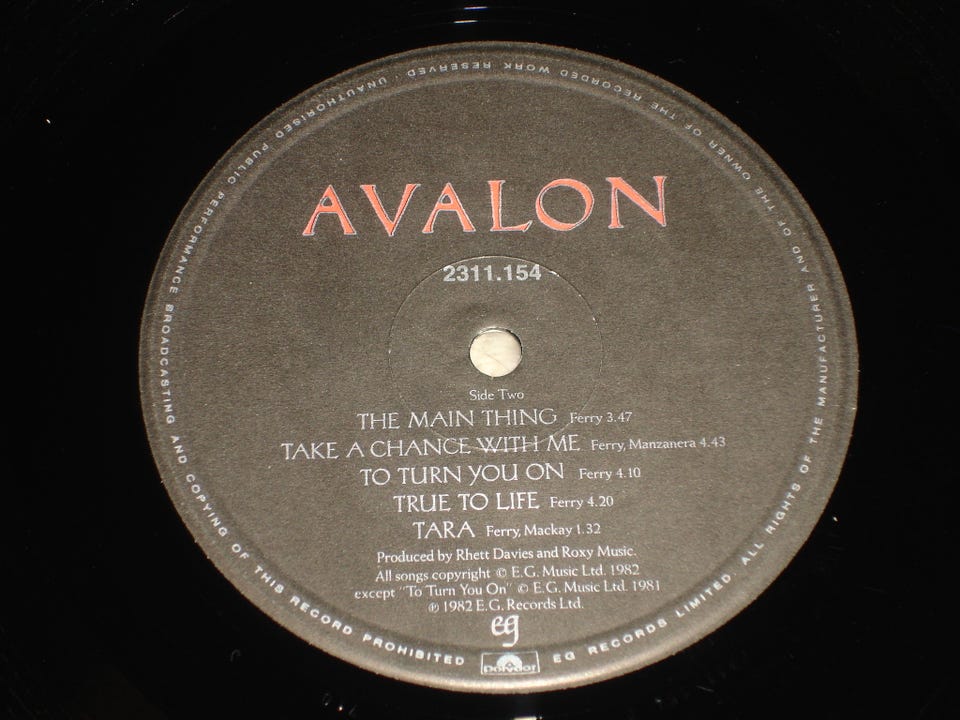 AVALON
2311.154
Side Two
THE MAIN THING Ferry 3.47
TAKE A CHANCE WITH ME Ferry, Manzanera 4.43
TO TURN YOU ON Ferry 4.10
TRUE TO LIFE Ferry 4.20
TARA Ferry, Mackay 1.32
Produced by Rhett Davies and Roxy Music.
All songs copyright © E.G. Music Ltd. 1982
except "To Turn You On" © E.G. Music Ltd. 1981
℗ 1982 E.G. Records Ltd.
eg
Polydor
EG RECORDS LIMITED. ALL RIGHTS OF THE MANUFACTURER AND OF THE OWNER OF THE RECORDED WORK RESERVED · UNAUTHORISED PUBLIC PERFORMANCE BROADCASTING AND COPYING OF THIS RECORD PROHIBITED